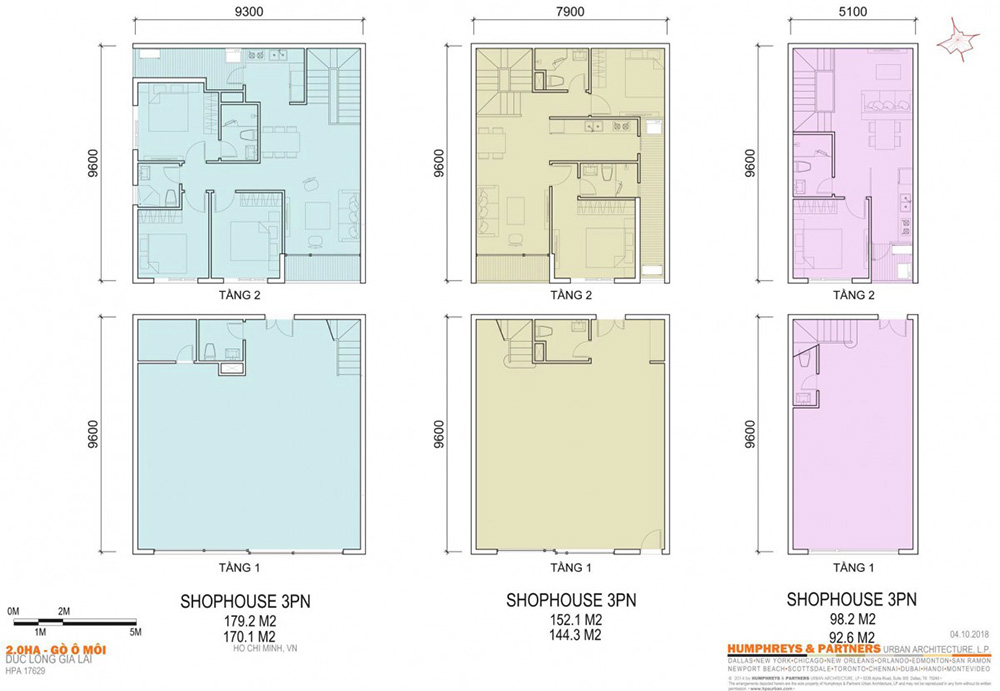 9300
7900
5100
9600
9600
9600
TẦNG 2
TẦNG 2
TẦNG 2
9600
9600
9600
TẦNG 1
TẦNG 1
TẦNG 1
SHOPHOUSE 3PN
179.2 M2
170.1 M2
HỒ CHÍ MINH, VN
SHOPHOUSE 3PN
152.1 M2
144.3 M2
SHOPHOUSE 3PN
98.2 M2
92.6 M2
0M
2M
1M
5M
2.0HA - GÒ Ô MÔI
DUC LONG GIA LAI
HPA 17629
04.10.2018
HUMPHREYS & PARTNERS URBAN ARCHITECTURE, L.P.
DALLAS•NEW YORK•CHICAGO•NEW ORLEANS•ORLANDO•EDMONTON•SAN RAMON
NEWPORT BEACH•SCOTTSDALE•TORONTO•CHENNAI•DUBAI•HANOI•MONTEVIDEO